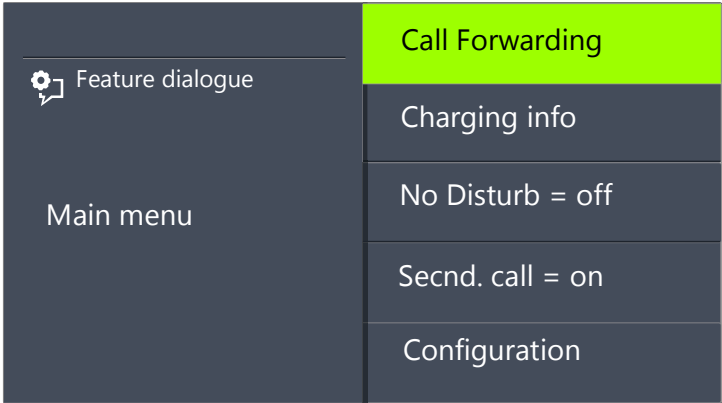 Feature dialogue
Main menu
Call Forwarding
Charging info
No Disturb = off
Secnd. call = on
Configuration